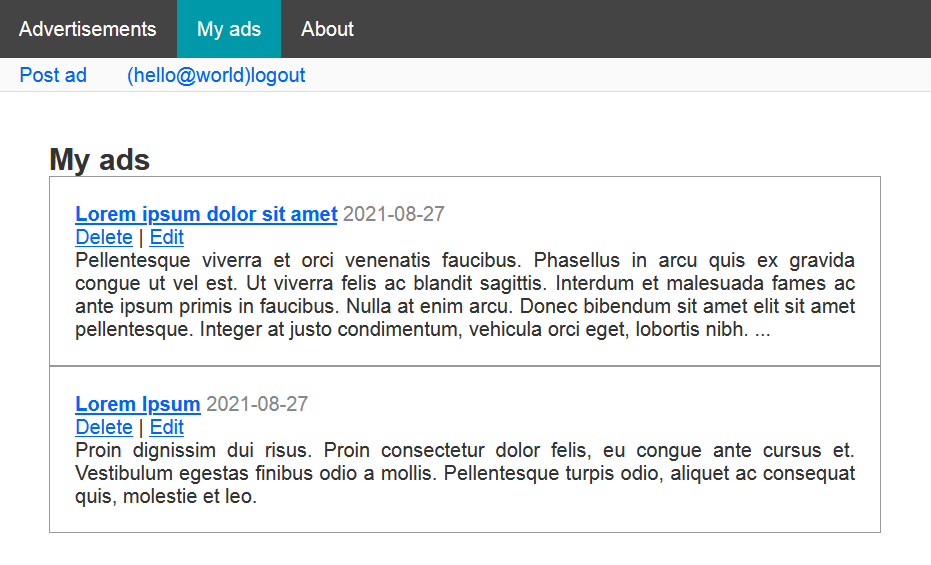 Advertisements My ads About
Post ad (hello@world)logout
My ads
Lorem ipsum dolor sit amet 2021-08-27
Delete | Edit
Pellentesque viverra et orci venenatis faucibus. Phasellus in arcu quis ex gravida
congue ut vel est. Ut viverra felis ac blandit sagittis. Interdum et malesuada fames ac
ante ipsum primis in faucibus. Nulla at enim arcu. Donec bibendum sit amet elit sit amet
pellentesque. Integer at justo condimentum, vehicula orci eget, lobortis nibh. ...
Lorem Ipsum 2021-08-27
Delete | Edit
Proin dignissim dui risus. Proin consectetur dolor felis, eu congue ante cursus et.
Vestibulum egestas finibus odio a mollis. Pellentesque turpis odio, aliquet ac consequat
quis, molestie et leo.